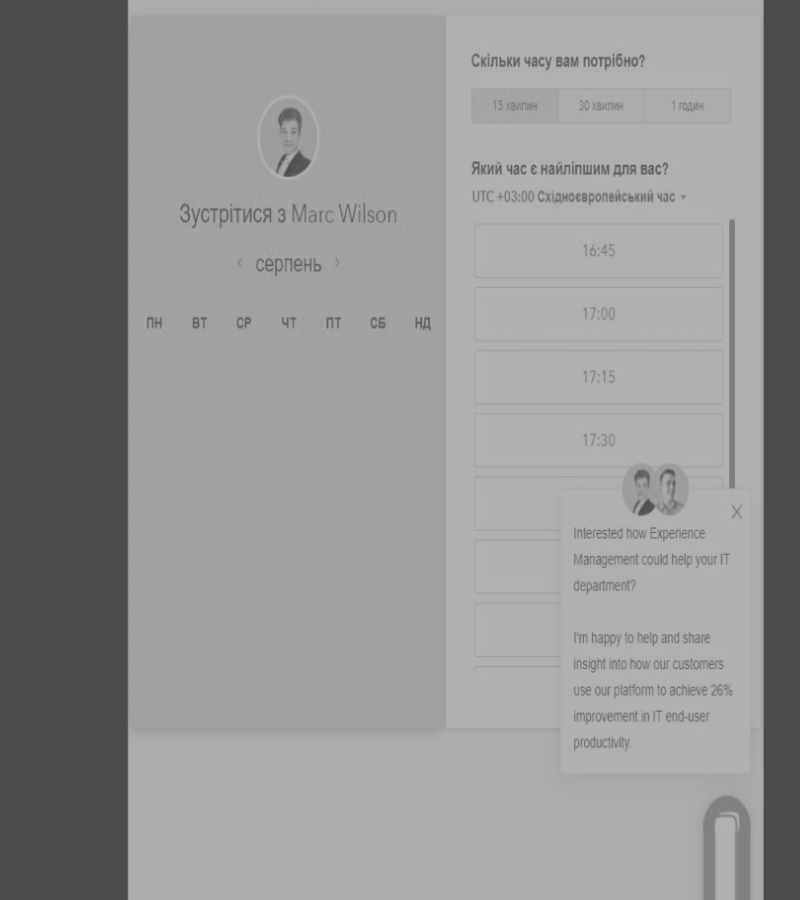 Зустрітися з Marc Wilson
серпень
ПН ВТ СР ЧТ ПТ СБ НД
Скільки часу вам потрібно?
15 хвилин 30 хвилин 1 годин
Який час є найліпшим для вас?
UTC +03:00 Східноєвропейський час
16:45
17:00
17:15
17:30
Interested how Experience
Management could help your IT
department?
I'm happy to help and share
insight into how our customers
use our platform to achieve 26%
improvement in IT end-user
productivity.